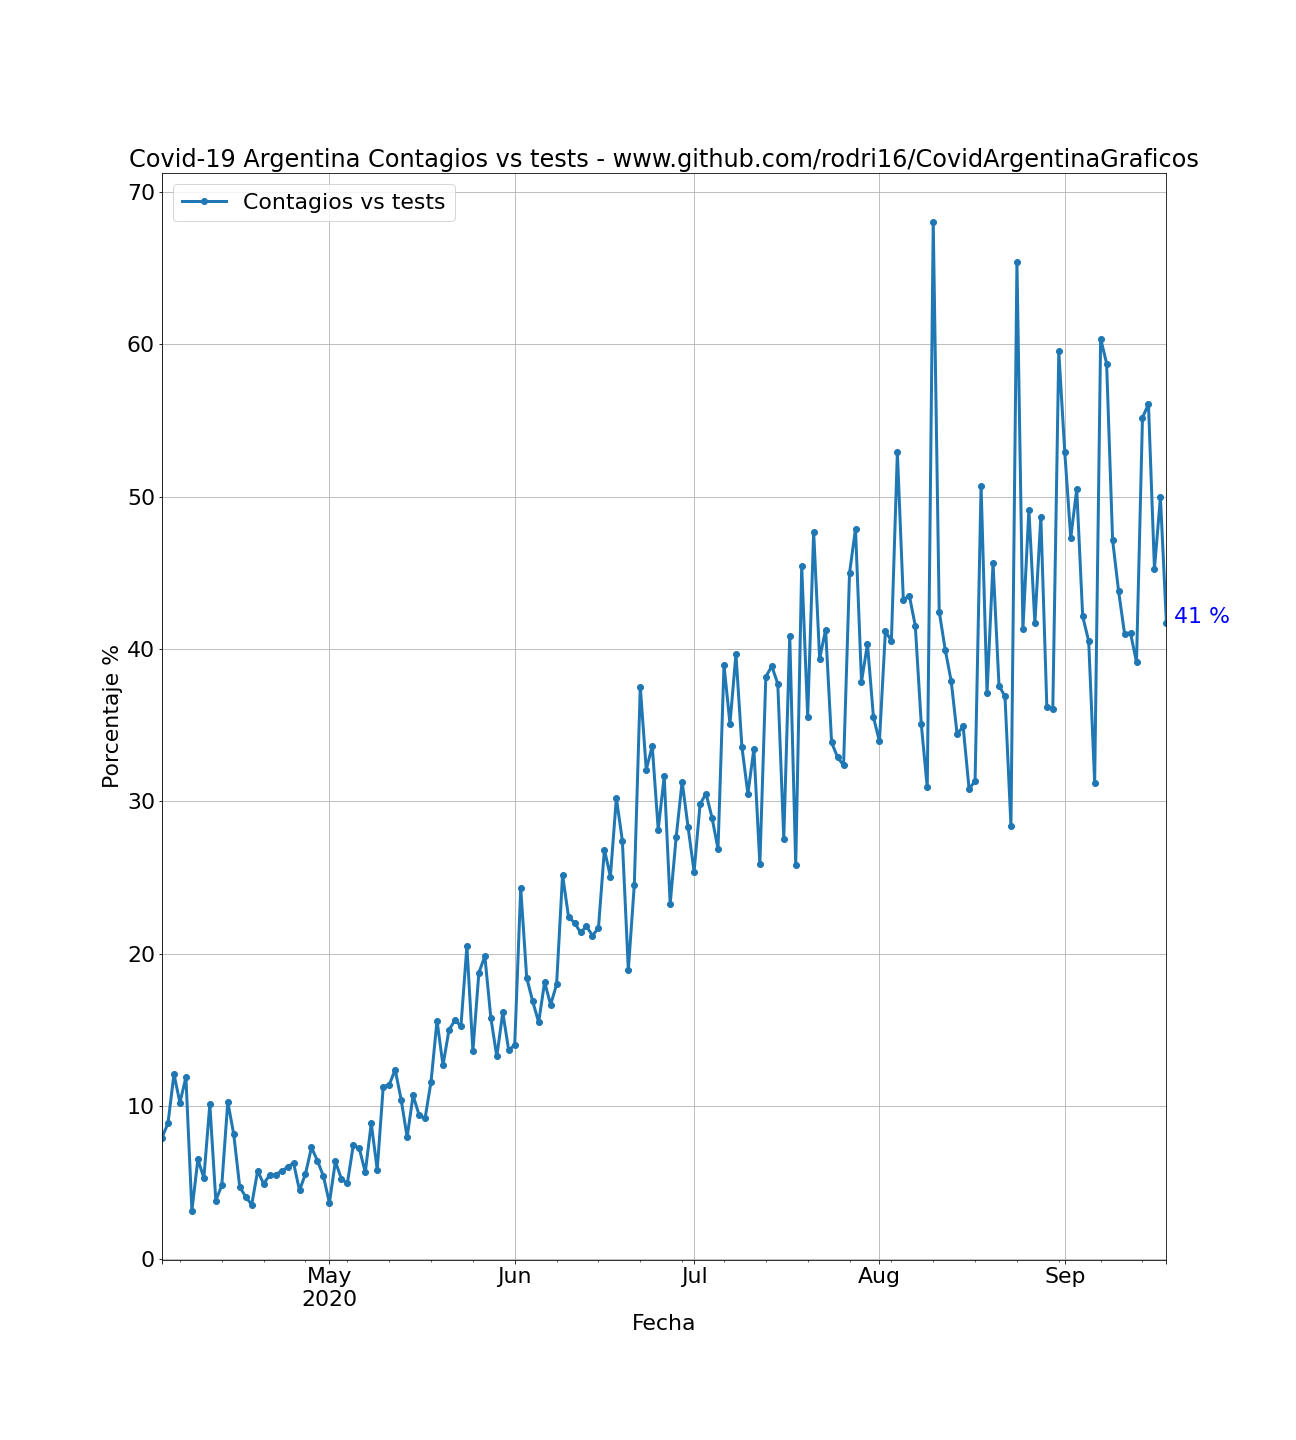 Covid-19 Argentina Contagios vs tests - www.github.com/rodri16/CovidArgentinaGraficos
Contagios vs tests
70
60
50
40
30
20
10
0
Porcentaje %
41 %
May Jun Jul Aug Sep
2020
Fecha